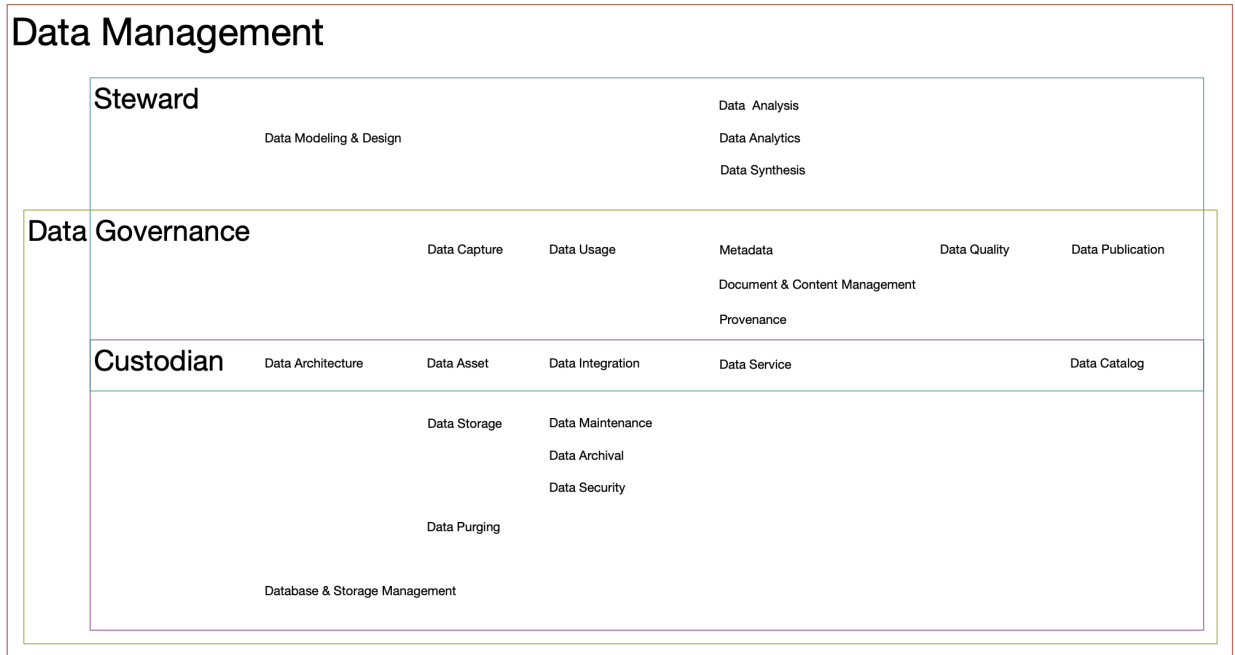 Data Management
Steward
Data Analysis
Data Modeling & Design
Data Analytics
Data Synthesis
Data Governance
Data Capture
Data Usage
Metadata
Data Quality
Data Publication
Document & Content Management
Provenance
Custodian
Data Architecture
Data Asset
Data Integration
Data Service
Data Catalog
Data Storage
Data Maintenance
Data Archival
Data Security
Data Purging
Database & Storage Management